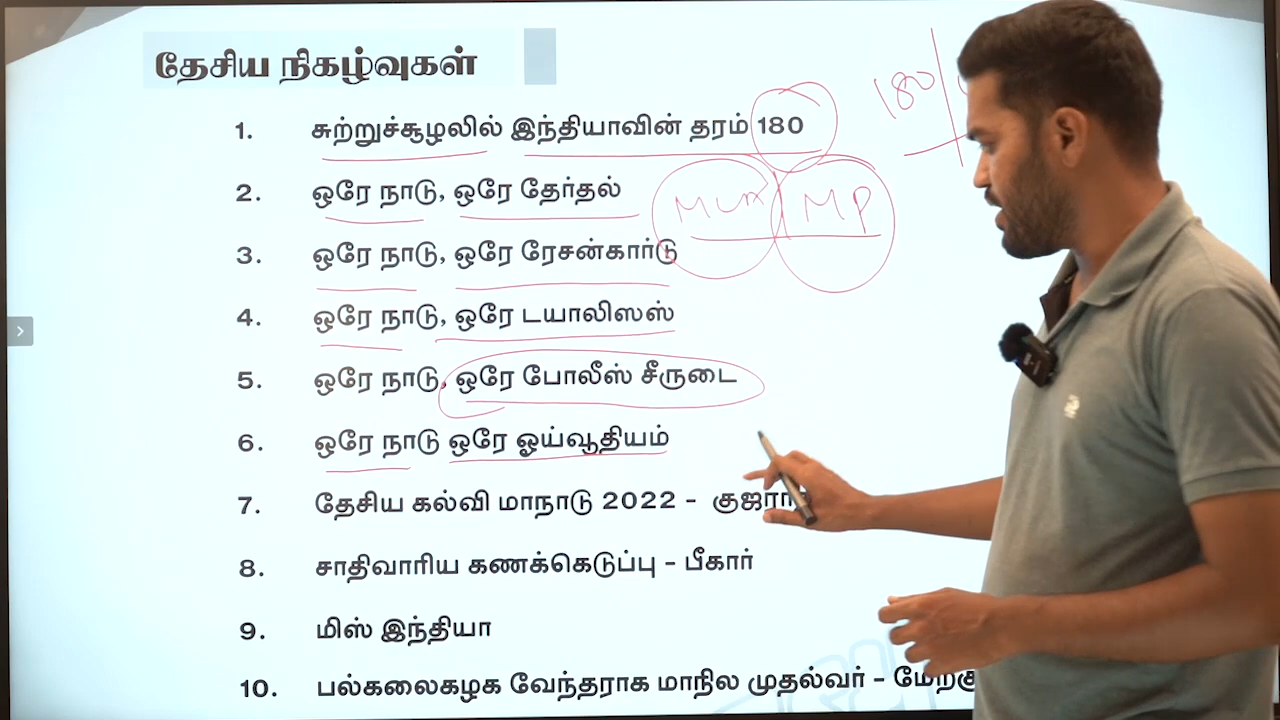 தேசிய நிகழ்வுகள்
1. சுற்றுச்சூழலில் இந்தியாவின் தரம் 180
180
2. ஒரே நாடு, ஒரே தேர்தல்
MP
3. ஒரே நாடு, ஒரே ரேசன்கார்டு
4. ஒரே நாடு, ஒரே டயாலிஸஸ்
5. ஒரே நாடு, ஒரே போலீஸ் சீருடை
6. ஒரே நாடு ஒரே ஓய்வூதியம்
7. தேசிய கல்வி மாநாடு 2022 -
8. சாதிவாரிய கணக்கெடுப்பு - பீகார்
9. மிஸ் இந்தியா
10. பல்கலைகழக வேந்தராக மாநில முதல்வர் -